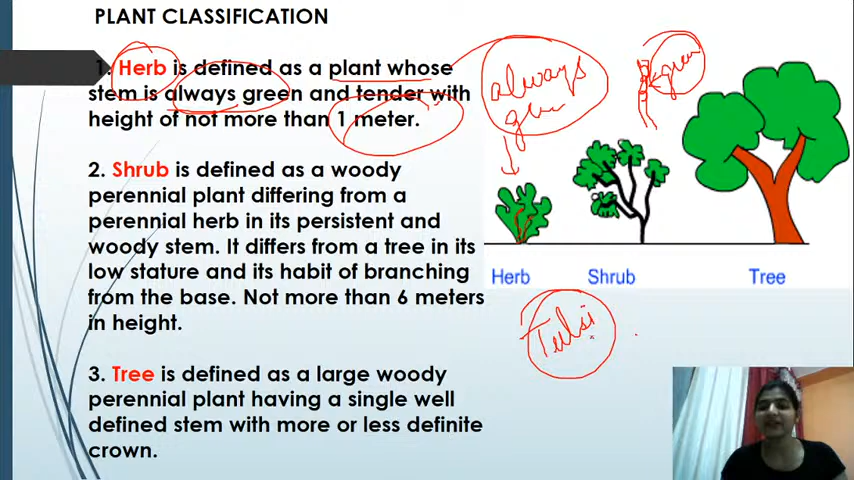 PLANT CLASSIFICATION
1. Herb is defined as a plant whose
stem is always green and tender with
height of not more than 1 meter.
2. Shrub is defined as a woody
perennial plant differing from a
perennial herb in its persistent and
woody stem. It differs from a tree in its
low stature and its habit of branching
from the base. Not more than 6 meters
in height.
3. Tree is defined as a large woody
perennial plant having a single well
defined stem with more or less definite
crown.
always
green
Herb Shrub Tree
Tulsi